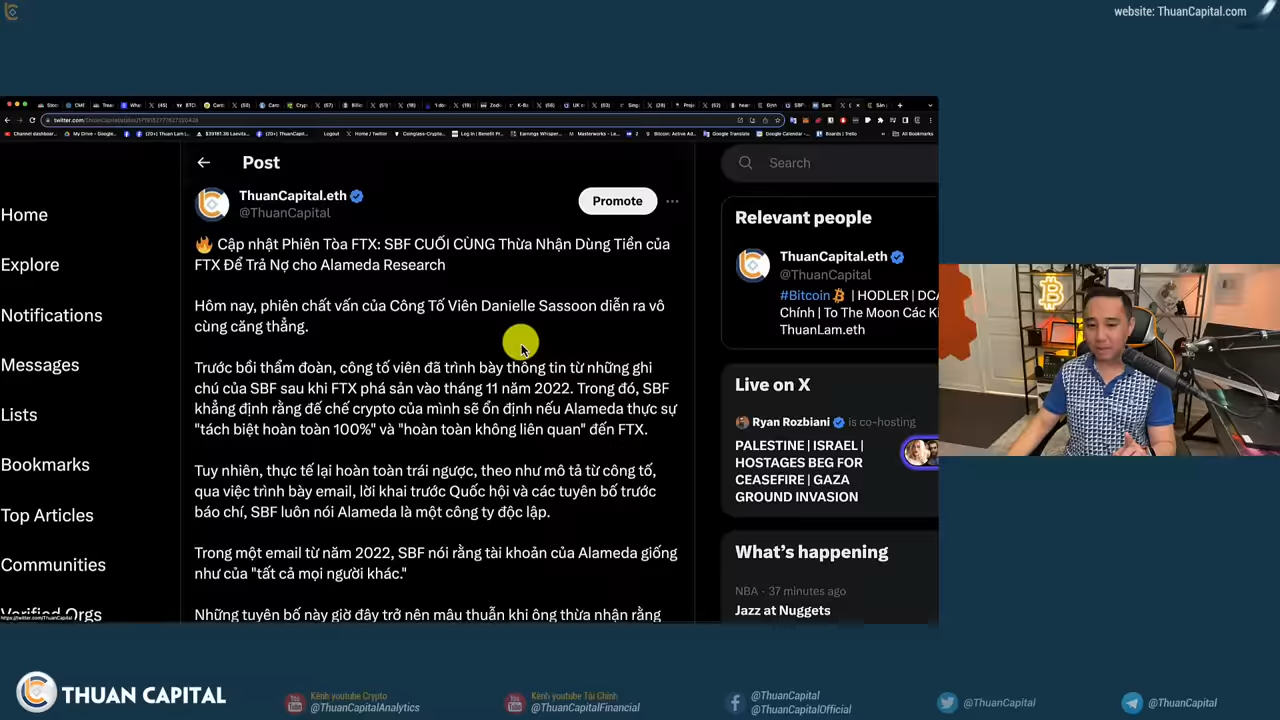 website: ThuanCapital.com
Post
Home
Explore
Notifications
Messages
Lists
Bookmarks
Top Articles
Communities
Verified Orgs
ThuanCapital.eth
@ThuanCapital
Promote
🔥 Cập nhật Phiên Tòa FTX: SBF CUỐI CÙNG Thừa Nhận Dùng Tiền của
FTX Để Trả Nợ cho Alameda Research
Hôm nay, phiên chất vấn của Công Tố Viên Danielle Sassoon diễn ra vô
cùng căng thẳng.
Trước bồi thẩm đoàn, công tố viên đã trình bày thông tin từ những ghi
chú của SBF sau khi FTX phá sản vào tháng 11 năm 2022. Trong đó, SBF
khẳng định rằng đế chế crypto của mình sẽ ổn định nếu Alameda thực sự
"tách biệt hoàn toàn 100%" và "hoàn toàn không liên quan" đến FTX.
Tuy nhiên, thực tế lại hoàn toàn trái ngược, theo như mô tả từ công tố,
qua việc trình bày email, lời khai trước Quốc hội và các tuyên bố trước
báo chí, SBF luôn nói Alameda là một công ty độc lập.
Trong một email từ năm 2022, SBF nói rằng tài khoản của Alameda giống
như của "tất cả mọi người khác."
Những tuyên bố này giờ đây trở nên mâu thuẫn khi ông thừa nhận rằng
Search
Relevant people
ThuanCapital.eth
@ThuanCapital
#Bitcoin | HODLER | DCA
Chính | To The Moon Các Ki
ThuanLam.eth
Live on X
Ryan Rozbiani is co-hosting
PALESTINE | ISRAEL |
HOSTAGES BEG FOR
CEASEFIRE | GAZA
GROUND INVASION
What's happening
NBA · 37 minutes ago
Jazz at Nuggets
THUAN CAPITAL
Kênh youtube Crypto
@ThuanCapitalAnalytics
Kênh youtube Tài Chính
@ThuanCapitalFinancial
@ThuanCapital
@ThuanCapitalOfficial
@ThuanCapital
@ThuanCapital